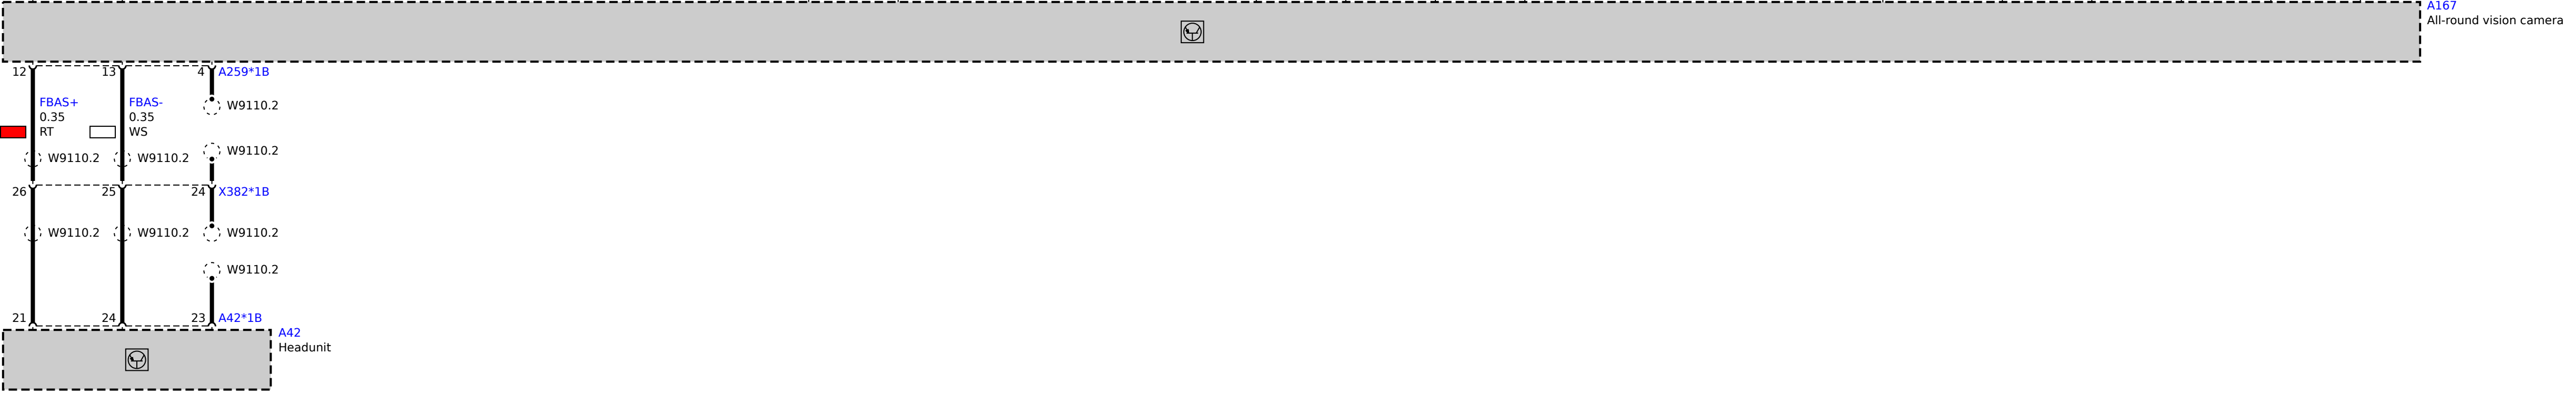 A167
All-round vision camera
12 13 4 A259*1B
FBAS+ FBAS- W9110.2
0.35 0.35
RT WS
W9110.2
W9110.2 W9110.2
26 25 24 X382*1B
W9110.2 W9110.2 W9110.2
W9110.2
21 24 23 A42*1B
A42
Headunit